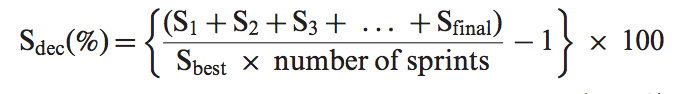 S_dec(%) = { (S_1 + S_2 + S_3 + ... + S_final) / (S_best × number of sprints) − 1 } × 100